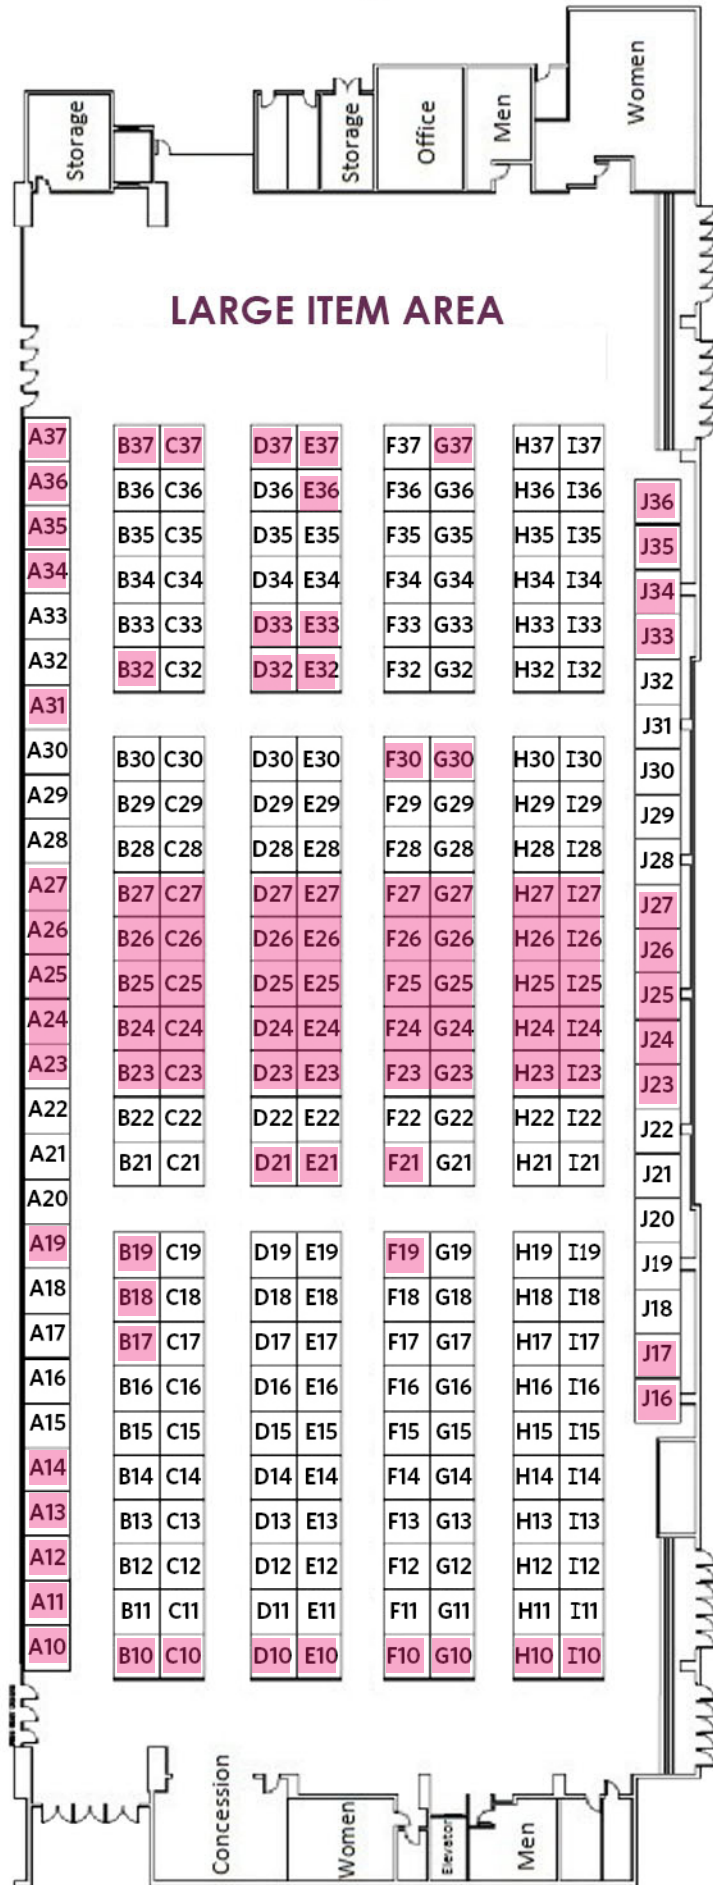 Women
Storage
Storage
Office
Men
LARGE ITEM AREA
A37 B37 C37 D37 E37 F37 G37 H37 I37
A36 B36 C36 D36 E36 F36 G36 H36 I36 J36
A35 B35 C35 D35 E35 F35 G35 H35 I35 J35
A34 B34 C34 D34 E34 F34 G34 H34 I34 J34
A33 B33 C33 D33 E33 F33 G33 H33 I33 J33
A32 B32 C32 D32 E32 F32 G32 H32 I32 J32
A31 J31
A30 B30 C30 D30 E30 F30 G30 H30 I30 J30
A29 B29 C29 D29 E29 F29 G29 H29 I29 J29
A28 B28 C28 D28 E28 F28 G28 H28 I28 J28
A27 B27 C27 D27 E27 F27 G27 H27 I27 J27
A26 B26 C26 D26 E26 F26 G26 H26 I26 J26
A25 B25 C25 D25 E25 F25 G25 H25 I25 J25
A24 B24 C24 D24 E24 F24 G24 H24 I24 J24
A23 B23 C23 D23 E23 F23 G23 H23 I23 J23
A22 B22 C22 D22 E22 F22 G22 H22 I22 J22
A21 B21 C21 D21 E21 F21 G21 H21 I21 J21
A20 J20
A19 B19 C19 D19 E19 F19 G19 H19 I19 J19
A18 B18 C18 D18 E18 F18 G18 H18 I18 J18
A17 B17 C17 D17 E17 F17 G17 H17 I17 J17
A16 B16 C16 D16 E16 F16 G16 H16 I16 J16
A15 B15 C15 D15 E15 F15 G15 H15 I15
A14 B14 C14 D14 E14 F14 G14 H14 I14
A13 B13 C13 D13 E13 F13 G13 H13 I13
A12 B12 C12 D12 E12 F12 G12 H12 I12
A11 B11 C11 D11 E11 F11 G11 H11 I11
A10 B10 C10 D10 E10 F10 G10 H10 I10
Concession
Women
Elevator
Men